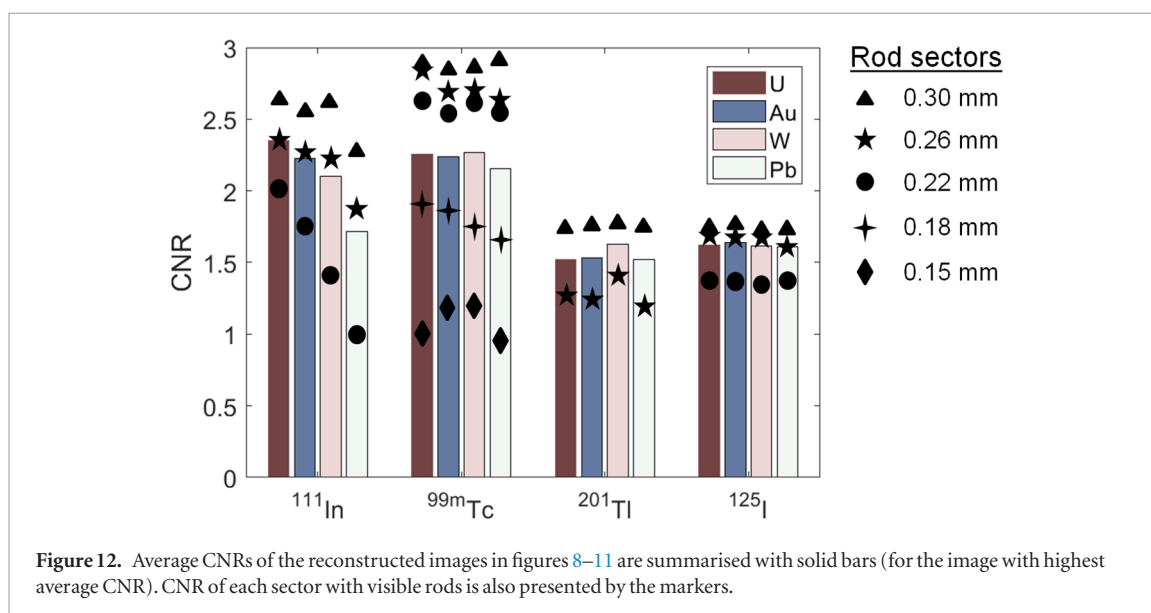 3
2.5
2
1.5
1
0.5
0
CNR
U
Au
W
Pb
Rod sectors
0.30 mm
0.26 mm
0.22 mm
0.18 mm
0.15 mm
¹¹¹In
⁹⁹ᵐTc
²⁰¹Tl
¹²⁵I
Figure 12. Average CNRs of the reconstructed images in figures 8–11 are summarised with solid bars (for the image with highest
average CNR). CNR of each sector with visible rods is also presented by the markers.